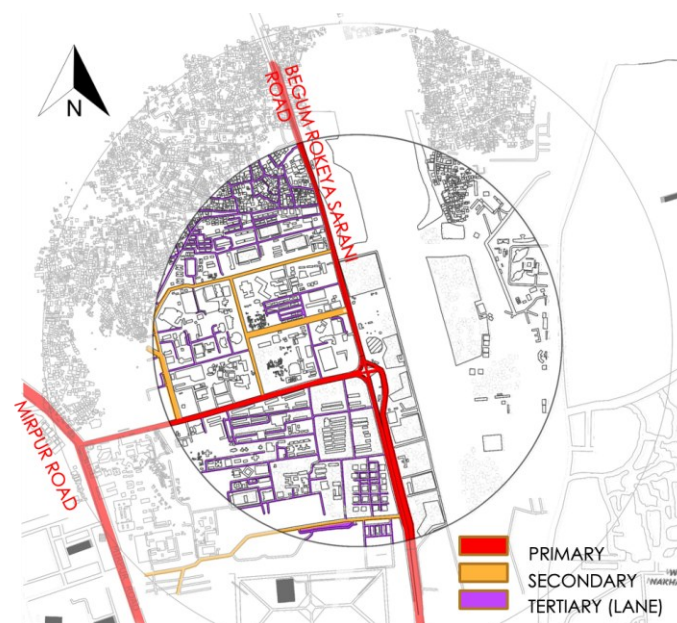 N
BEGUM ROKEYA SARANI
ROAD
MIRPUR ROAD
PRIMARY
SECONDARY
TERTIARY (LANE)